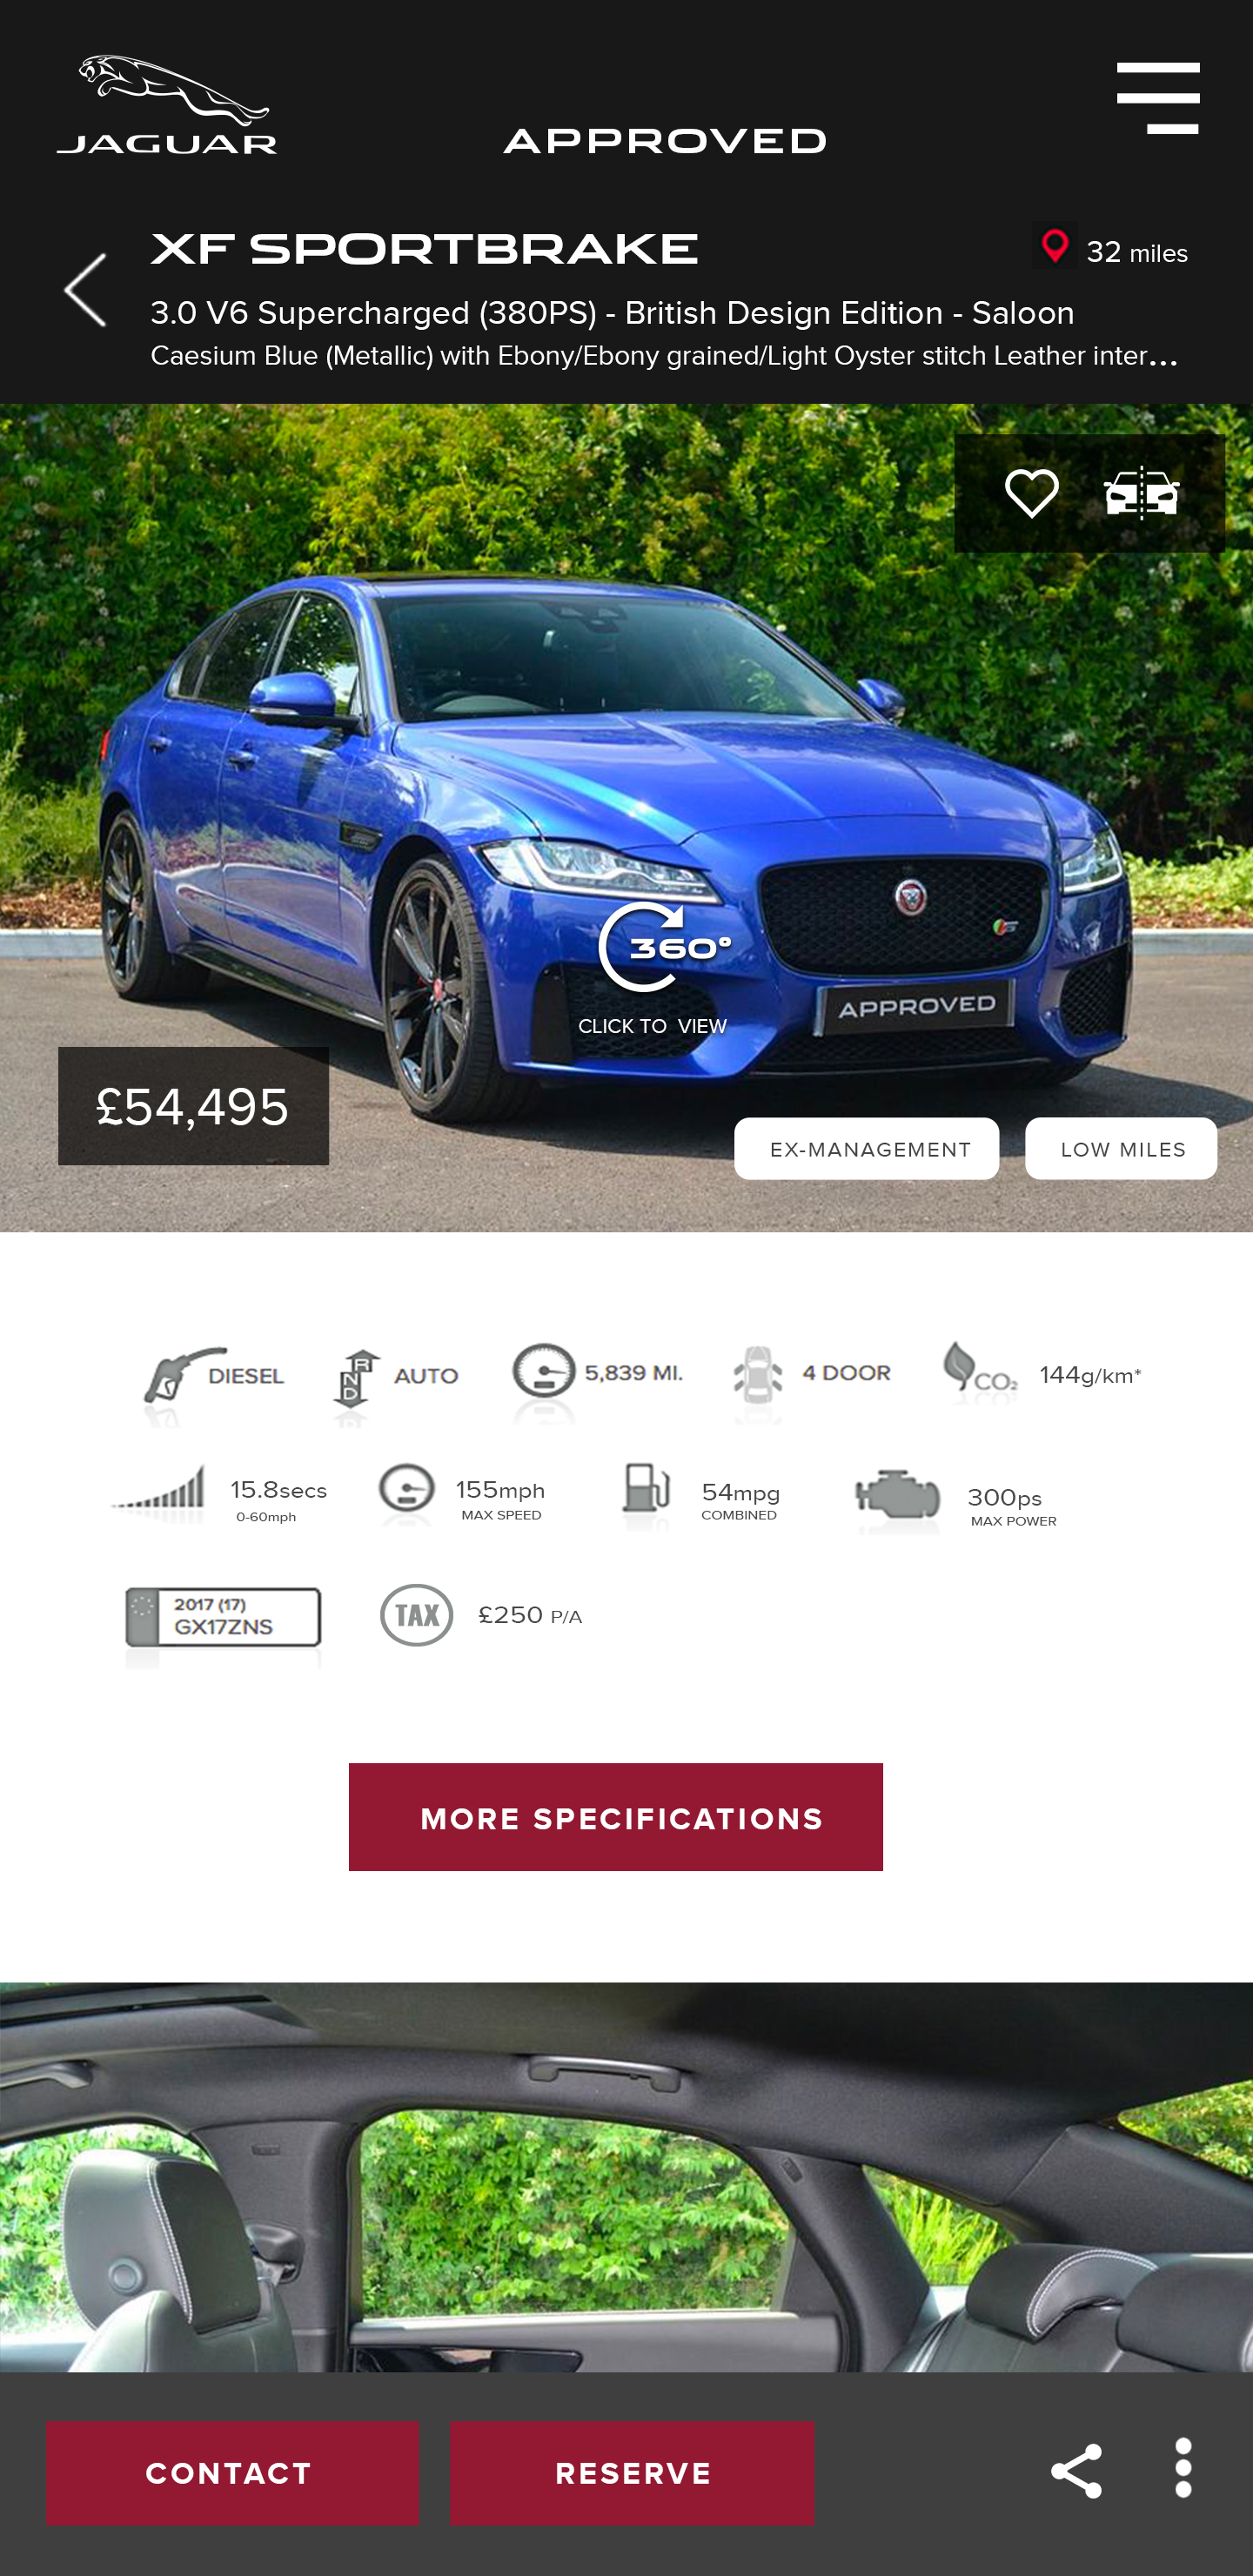 JAGUAR
APPROVED
XF SPORTBRAKE
32 miles
3.0 V6 Supercharged (380PS) - British Design Edition - Saloon
Caesium Blue (Metallic) with Ebony/Ebony grained/Light Oyster stitch Leather inter...
360°
CLICK TO VIEW
APPROVED
£54,495
EX-MANAGEMENT
LOW MILES
DIESEL
AUTO
5,839 MI.
4 DOOR
CO₂
144g/km*
15.8secs
0-60mph
155mph
MAX SPEED
54mpg
COMBINED
300ps
MAX POWER
2017 (17)
GX17ZNS
TAX
£250 P/A
MORE SPECIFICATIONS
CONTACT
RESERVE